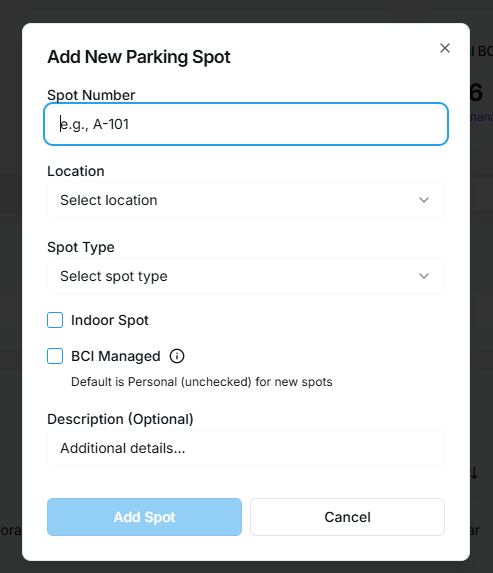 Add New Parking Spot
Spot Number
e.g., A-101
Location
Select location
Spot Type
Select spot type
Indoor Spot
BCI Managed
Default is Personal (unchecked) for new spots
Description (Optional)
Additional details...
Add Spot
Cancel